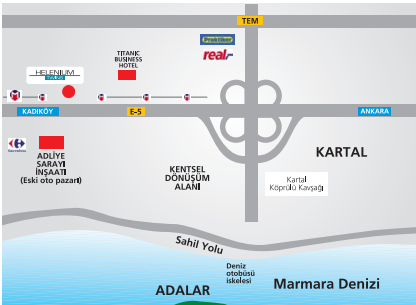 TEM
Praktiker
real,-
TITANIC
BUSINESS
HOTEL
HELENIUM
KADIKÖY
E-5
ANKARA
ADLİYE
SARAYI
İNŞAATI
(Eski oto pazarı)
KENTSEL
DÖNÜŞÜM
ALANI
KARTAL
Kartal
Köprülü Kavşağı
Sahil Yolu
Deniz
otobüsü
iskelesi
ADALAR
Marmara Denizi